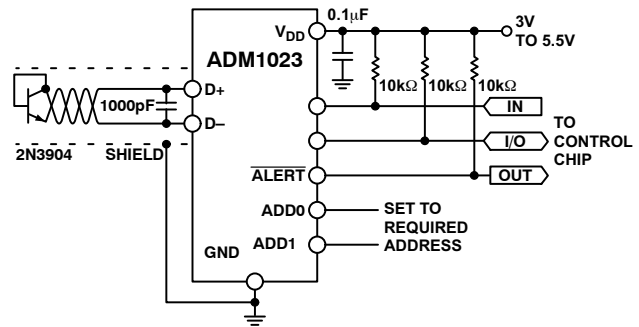 0.1μF
3V
TO 5.5V
VDD
ADM1023
10kΩ 10kΩ 10kΩ
D+
1000pF
D–
IN
I/O
OUT
TO
CONTROL
CHIP
2N3904
SHIELD
ALERT
ADD0
ADD1
SET TO
REQUIRED
ADDRESS
GND